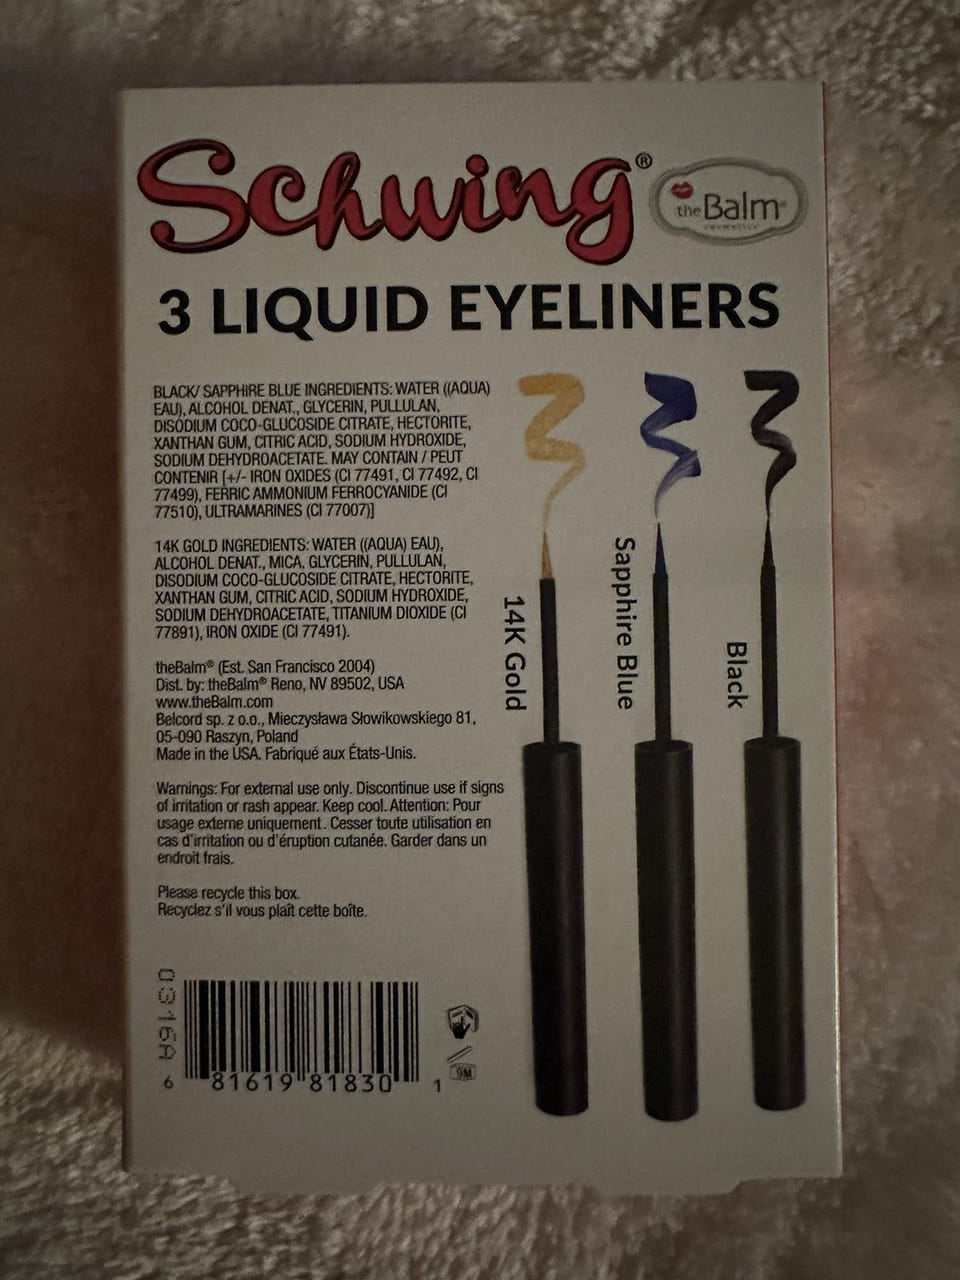 Schwing®
theBalm®
cosmetics
3 LIQUID EYELINERS
BLACK/ SAPPHIRE BLUE INGREDIENTS: WATER ((AQUA)
EAU), ALCOHOL DENAT., GLYCERIN, PULLULAN,
DISODIUM COCO-GLUCOSIDE CITRATE, HECTORITE,
XANTHAN GUM, CITRIC ACID, SODIUM HYDROXIDE,
SODIUM DEHYDROACETATE. MAY CONTAIN / PEUT
CONTENIR [+/- IRON OXIDES (CI 77491, CI 77492, CI
77499), FERRIC AMMONIUM FERROCYANIDE (CI
77510), ULTRAMARINES (CI 77007)]
14K GOLD INGREDIENTS: WATER ((AQUA) EAU),
ALCOHOL DENAT., MICA, GLYCERIN, PULLULAN,
DISODIUM COCO-GLUCOSIDE CITRATE, HECTORITE,
XANTHAN GUM, CITRIC ACID, SODIUM HYDROXIDE,
SODIUM DEHYDROACETATE, TITANIUM DIOXIDE (CI
77891), IRON OXIDE (CI 77491).
theBalm® (Est. San Francisco 2004)
Dist. by: theBalm® Reno, NV 89502, USA
www.theBalm.com
Belcord sp. z o.o., Mieczysława Słowikowskiego 81,
05-090 Raszyn, Poland
Made in the USA. Fabriqué aux États-Unis.
Warnings: For external use only. Discontinue use if signs
of irritation or rash appear. Keep cool. Attention: Pour
usage externe uniquement. Cesser toute utilisation en
cas d'irritation ou d'éruption cutanée. Garder dans un
endroit frais.
Please recycle this box.
Recyclez s'il vous plaît cette boîte.
14K Gold
Sapphire Blue
Black
0316A
6 81619 81830 1
9M